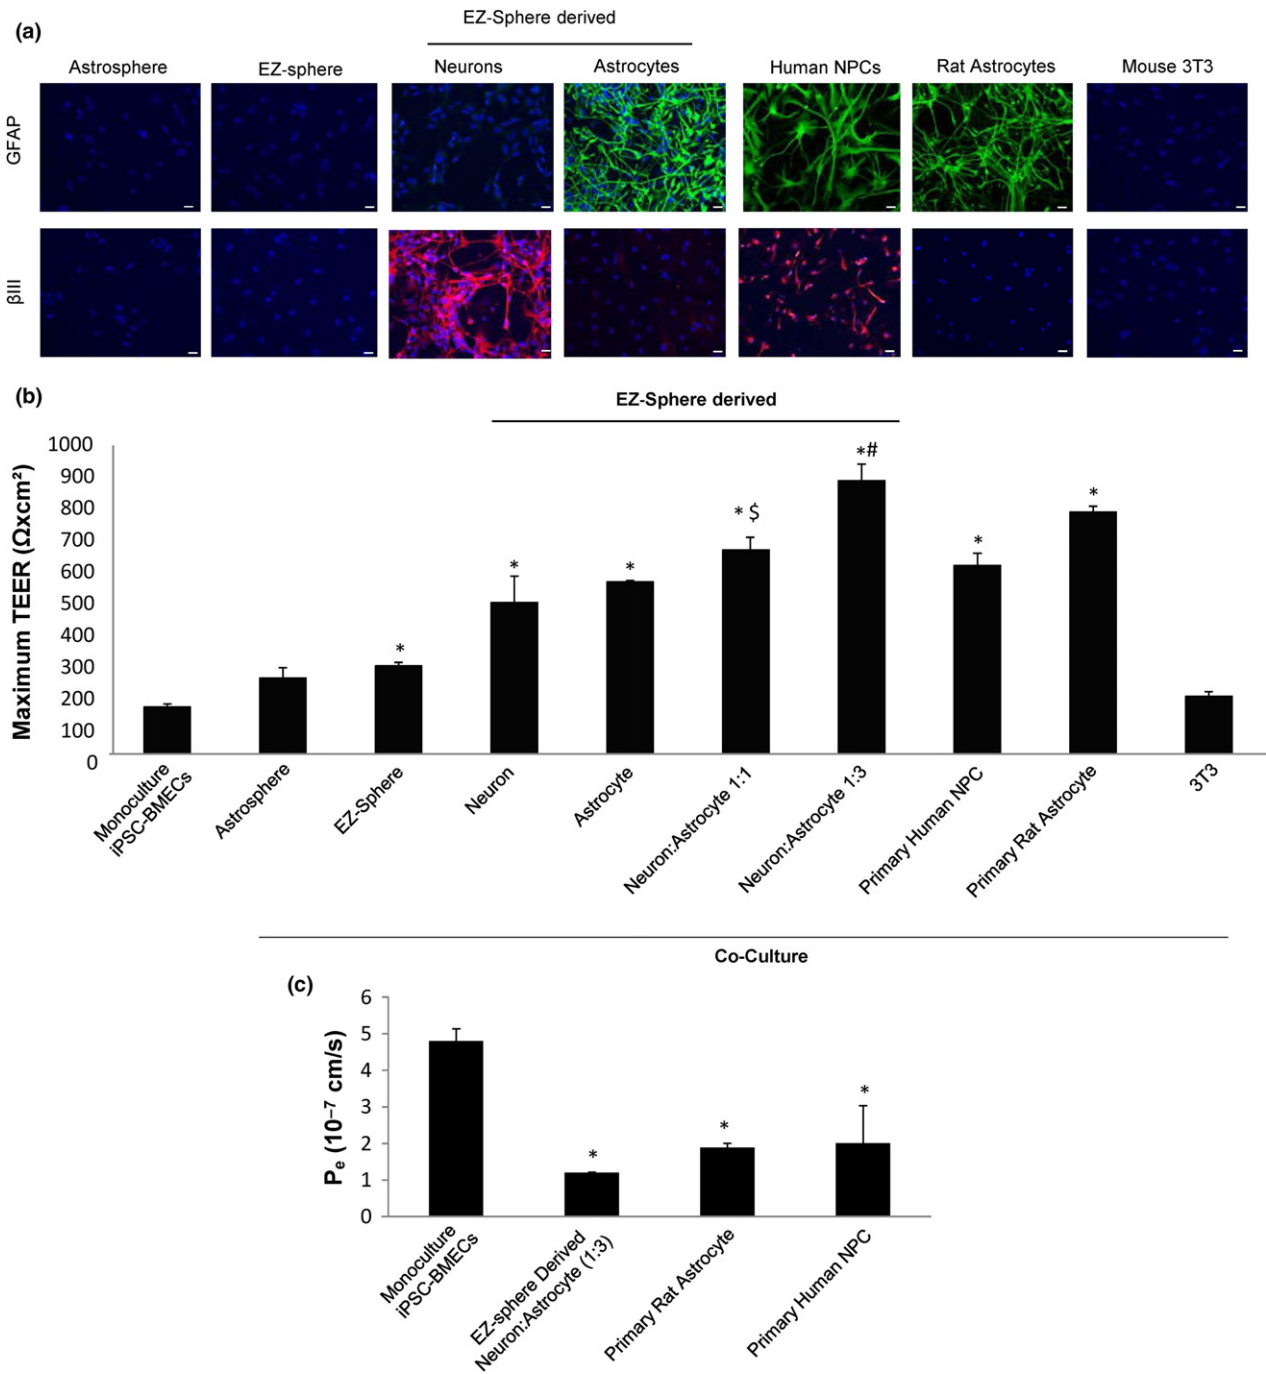 (a)
EZ-Sphere derived
Astrosphere
EZ-sphere
Neurons
Astrocytes
Human NPCs
Rat Astrocytes
Mouse 3T3
GFAP
βIII
(b)
EZ-Sphere derived
Maximum TEER (Ωxcm²)
1000
900
800
700
600
500
400
300
200
100
0
*
*
*
* $
*#
*
*
Monoculture
iPSC-BMECs
Astrosphere
EZ-Sphere
Neuron
Astrocyte
Neuron:Astrocyte 1:1
Neuron:Astrocyte 1:3
Primary Human NPC
Primary Rat Astrocyte
3T3
Co-Culture
(c)
Pₑ (10⁻⁷ cm/s)
6
5
4
3
2
1
0
*
*
*
Monoculture
iPSC-BMECs
EZ-sphere Derived
Neuron:Astrocyte (1:3)
Primary Rat Astrocyte
Primary Human NPC